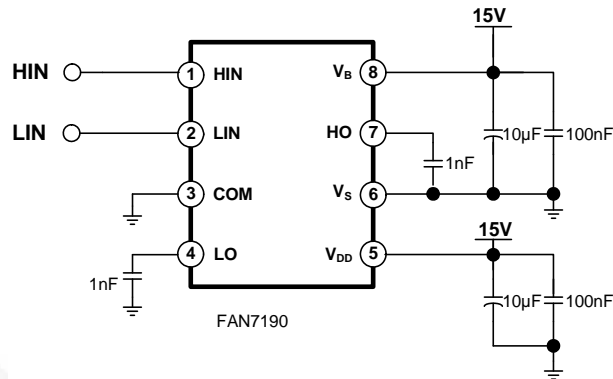 15V
HIN
1
HIN
VB
8
LIN
2
LIN
HO
7
10µF
100nF
1nF
3
COM
VS
6
4
LO
VDD
5
15V
1nF
10µF
100nF
FAN7190